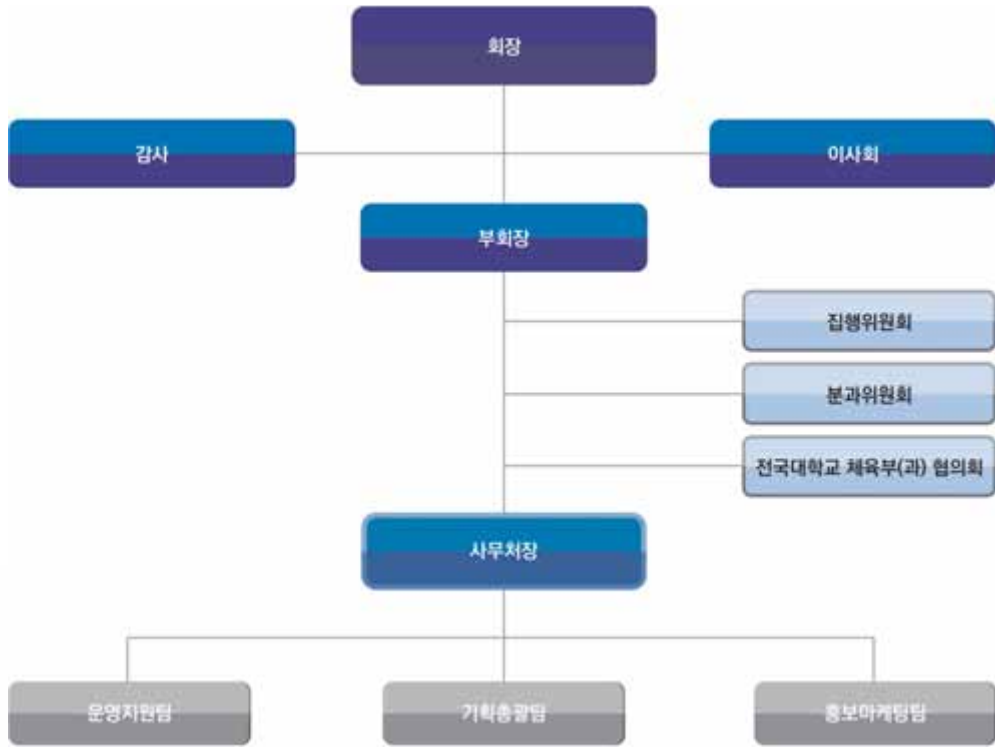 회장
감사
이사회
부회장
집행위원회
분과위원회
전국대학교 체육부(과) 협의회
사무처장
운영지원팀
기획총괄팀
홍보마케팅팀